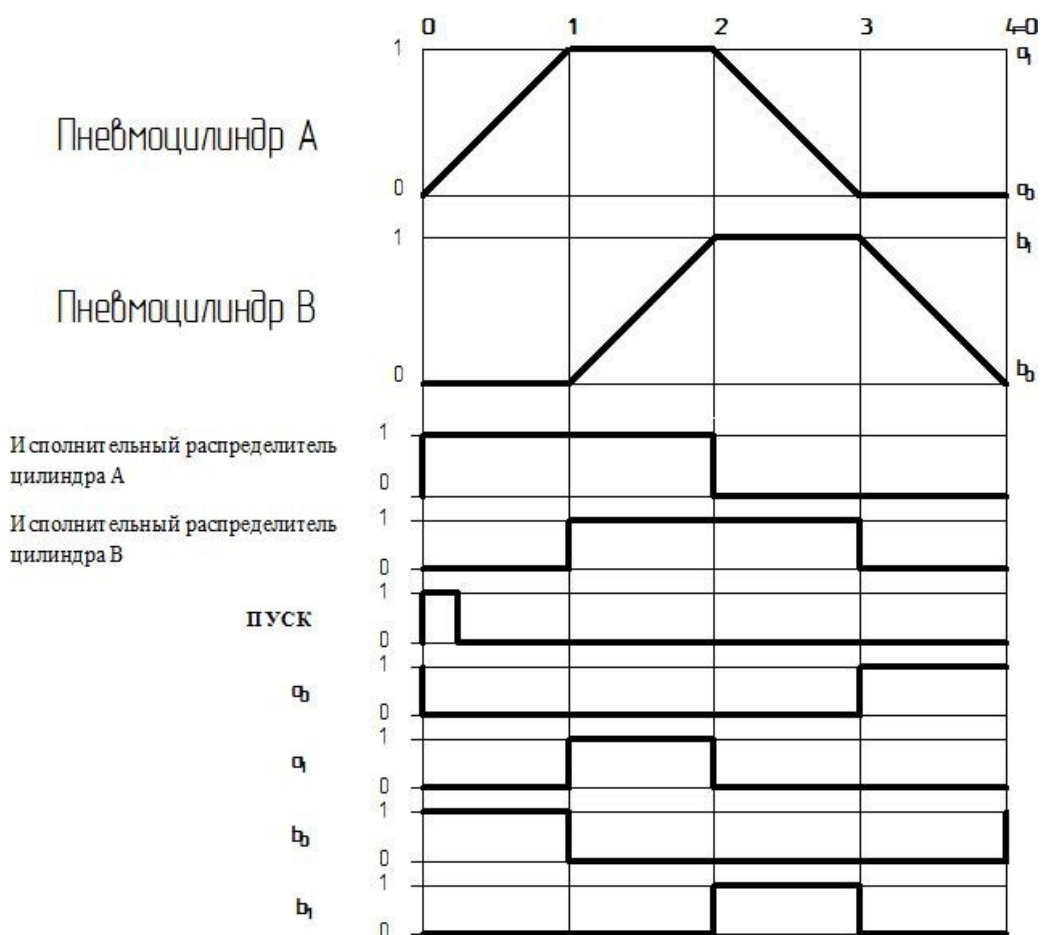 0 1 2 3 4=0
1 a₁
Пневмоцилиндр А
0 a₀
1 b₁
Пневмоцилиндр В
0 b₀
Исполнительный распределитель
цилиндра А
1
0
Исполнительный распределитель
цилиндра В
1
0
ПУСК
1
0
a₀
1
0
a₁
1
0
b₀
1
0
b₁
1
0